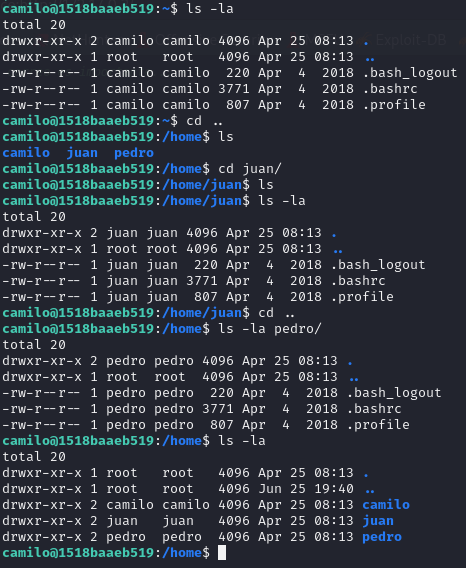 camilo@1518baaeb519:~$ ls -la
total 20
drwxr-xr-x 2 camilo camilo 4096 Apr 25 08:13 .
drwxr-xr-x 1 root   root   4096 Apr 25 08:13 ..
-rw-r--r-- 1 camilo camilo  220 Apr  4  2018 .bash_logout
-rw-r--r-- 1 camilo camilo 3771 Apr  4  2018 .bashrc
-rw-r--r-- 1 camilo camilo  807 Apr  4  2018 .profile
camilo@1518baaeb519:~$ cd ..
camilo@1518baaeb519:/home$ ls
camilo  juan  pedro
camilo@1518baaeb519:/home$ cd juan/
camilo@1518baaeb519:/home/juan$ ls
camilo@1518baaeb519:/home/juan$ ls -la
total 20
drwxr-xr-x 2 juan juan 4096 Apr 25 08:13 .
drwxr-xr-x 1 root root 4096 Apr 25 08:13 ..
-rw-r--r-- 1 juan juan  220 Apr  4  2018 .bash_logout
-rw-r--r-- 1 juan juan 3771 Apr  4  2018 .bashrc
-rw-r--r-- 1 juan juan  807 Apr  4  2018 .profile
camilo@1518baaeb519:/home/juan$ cd ..
camilo@1518baaeb519:/home$ ls -la pedro/
total 20
drwxr-xr-x 2 pedro pedro 4096 Apr 25 08:13 .
drwxr-xr-x 1 root  root  4096 Apr 25 08:13 ..
-rw-r--r-- 1 pedro pedro  220 Apr  4  2018 .bash_logout
-rw-r--r-- 1 pedro pedro 3771 Apr  4  2018 .bashrc
-rw-r--r-- 1 pedro pedro  807 Apr  4  2018 .profile
camilo@1518baaeb519:/home$ ls -la
total 20
drwxr-xr-x 1 root   root   4096 Apr 25 08:13 .
drwxr-xr-x 1 root   root   4096 Jun 25 19:40 ..
drwxr-xr-x 2 camilo camilo 4096 Apr 25 08:13 camilo
drwxr-xr-x 2 juan   juan   4096 Apr 25 08:13 juan
drwxr-xr-x 2 pedro  pedro  4096 Apr 25 08:13 pedro
camilo@1518baaeb519:/home$